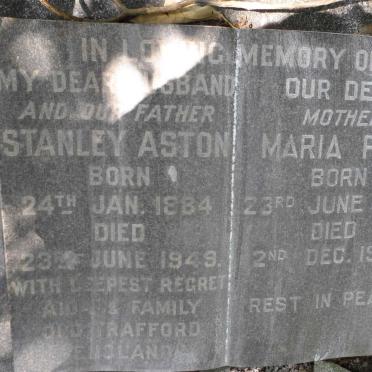 IN LOVING MEMORY O
MY DEAR HUSBAND
AND OUR FATHER
STANLEY ASTON
BORN
24TH JAN. 1884
DIED
23RD JUNE 1949.
WITH DEEPEST REGRET
& FAMILY
OLD TRAFFORD
ENGLAND
OUR DE
MOTHE
MARIA
BORN
23RD JUNE
DIED
2ND DEC. 19
REST IN PEA